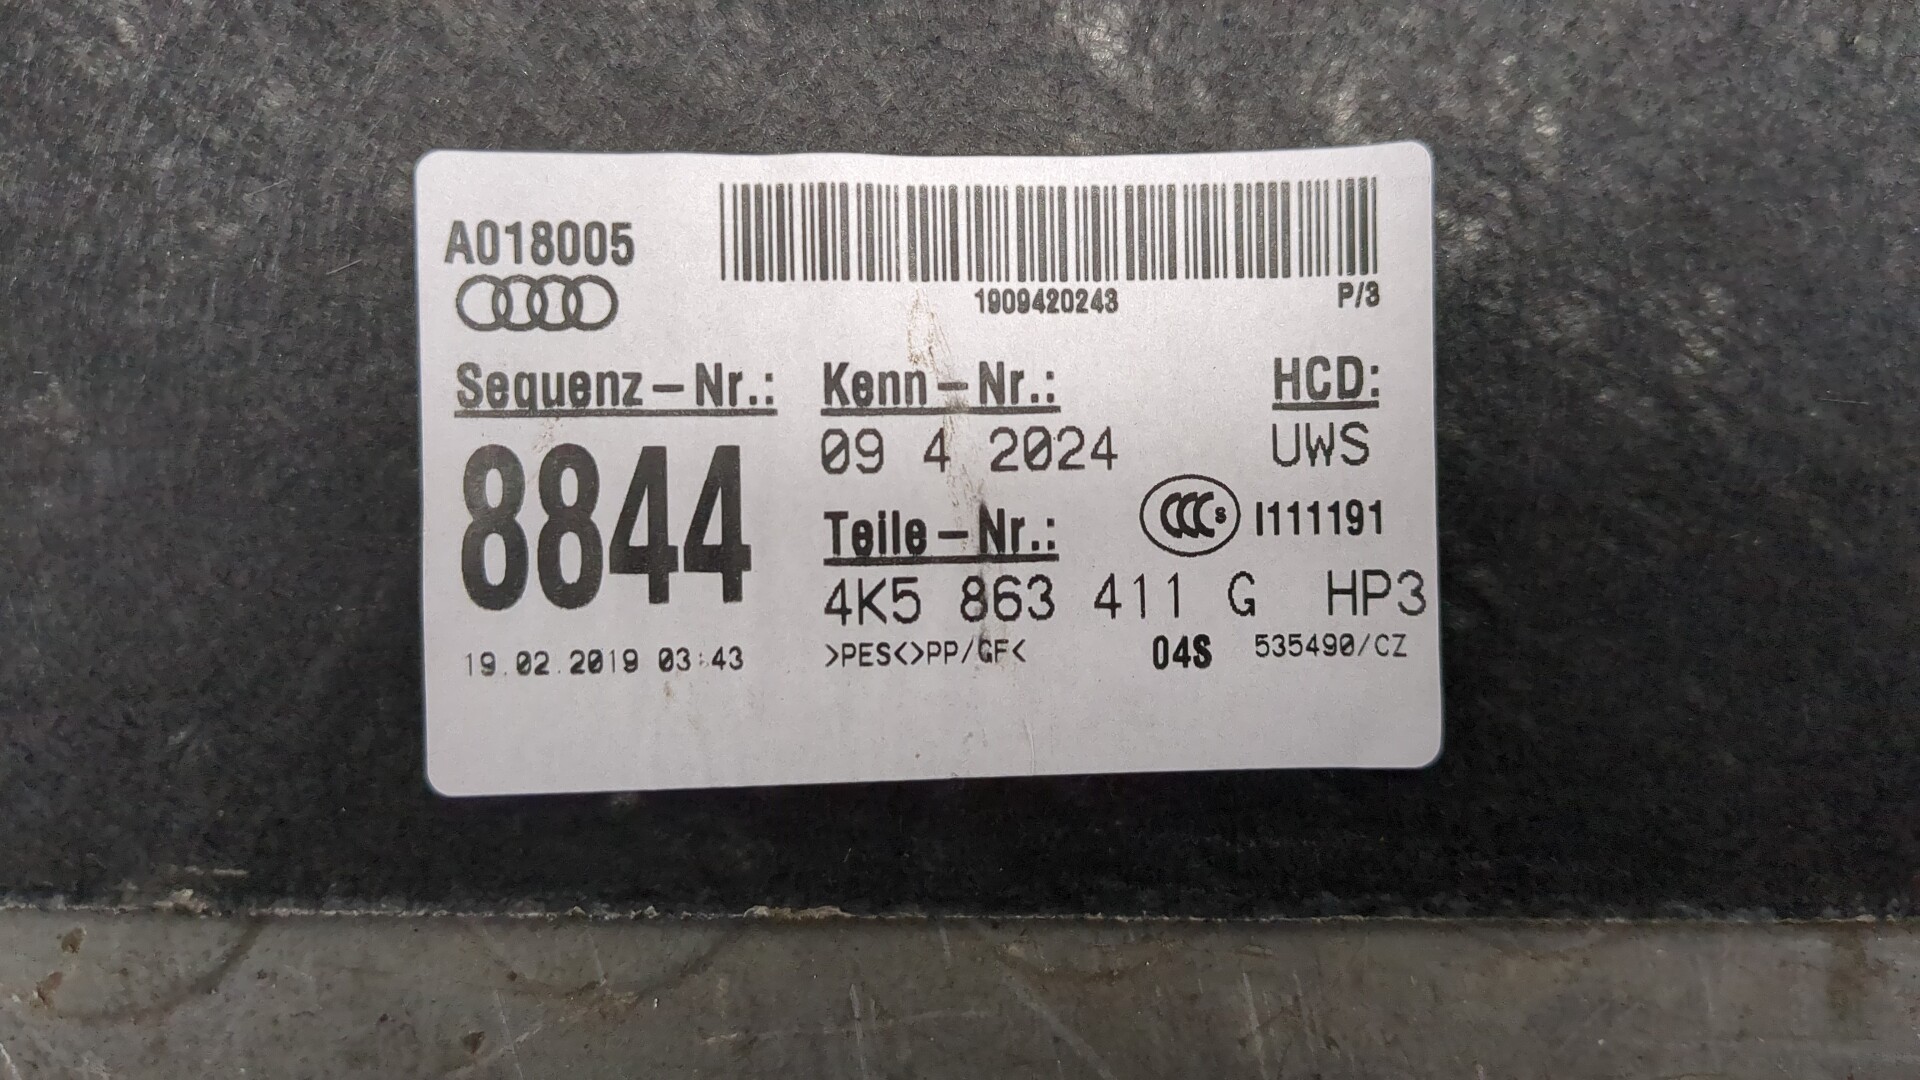 A018005
1909420243 P/3
Sequenz-Nr.: Kenn-Nr.: HCD:
8844 09 4 2024 UWS
CCC S I111191
Teile-Nr.:
4K5 863 411 G HP3
19.02.2019 03:43 >PES<>PP/GF< 04S 535490/CZ